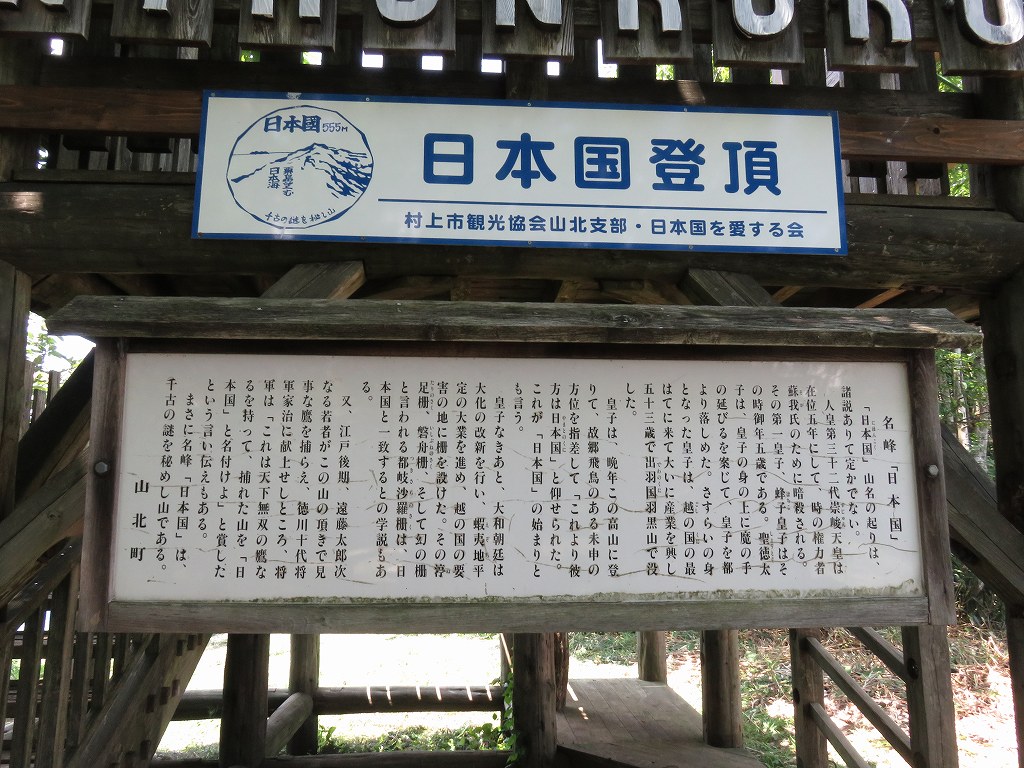 NIHONKOKU
日本國 555M
眼下に望む
日本海
千古の謎を秘めし山
日本国登頂
村上市観光協会山北支部・日本国を愛する会
名峰「日本国」
「日本国」山名の起りは、
諸説ありて定かでない。
人皇第三十二代崇峻天皇は
在位五年にして、時の権力者
蘇我氏のために暗殺される。
その第一皇子、蜂子皇子はそ
の時御年五歳である。聖徳太
子は、皇子の身の上に魔の手
の延びるを案じて、皇子を都
より落しめた。さすらいの身
となった皇子は、越の国の最
はてに来て大いに産業を興し
五十三歳で出羽国羽黒山で没
した。
皇子は、晩年この高山に登
りて、故郷飛鳥のある未申の
方位を指差して「これより彼
方は日本国」と仰せられた。
これが「日本国」の始まりと
も言う。
皇子なきあと、大和朝廷は
大化の改新を行い、蝦夷地平
定の大業を進め、越の国の要
害の地に柵を設けた。その渟
足柵、磐舟柵、そして幻の柵
と言われる都岐沙羅柵は、日
本国と一致するとの学説もあ
る。
又、江戸後期、遠藤太郎次
なる若者がこの山の頂きで見
事な鷹を捕らえ、徳川十代将
軍家治に献上せしところ、将
軍は「これは天下無双の鷹な
るを持って、捕れた山を「日
本国」と名付けよ」と賞した
という言い伝えもある。
まさに名峰「日本国」は、
千古の謎を秘めし山である。
山北町